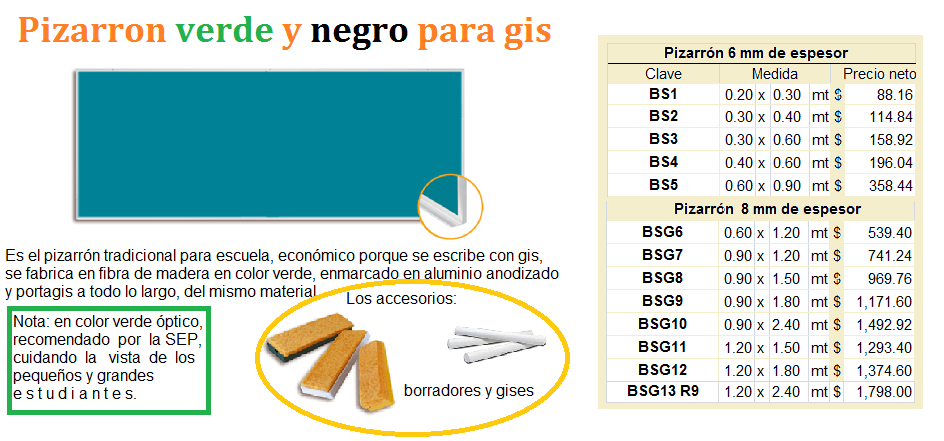 Pizarron verde y negro para gis
Es el pizarrón tradicional para escuela, económico porque se escribe con gis,
se fabrica en fibra de madera en color verde, enmarcado en aluminio anodizado
y portagis a todo lo largo, del mismo material.
Nota: en color verde óptico,
recomendado por la SEP,
cuidando la vista de los
pequeños y grandes
estudiantes.
Los accesorios:
borradores y gises
Pizarrón 6 mm de espesor
Clave Medida Precio neto
BS1 0.20 x 0.30 mt $ 88.16
BS2 0.30 x 0.40 mt $ 114.84
BS3 0.30 x 0.60 mt $ 158.92
BS4 0.40 x 0.60 mt $ 196.04
BS5 0.60 x 0.90 mt $ 358.44
Pizarrón 8 mm de espesor
BSG6 0.60 x 1.20 mt $ 539.40
BSG7 0.90 x 1.20 mt $ 741.24
BSG8 0.90 x 1.50 mt $ 969.76
BSG9 0.90 x 1.80 mt $ 1,171.60
BSG10 0.90 x 2.40 mt $ 1,492.92
BSG11 1.20 x 1.50 mt $ 1,293.40
BSG12 1.20 x 1.80 mt $ 1,374.60
BSG13 R9 1.20 x 2.40 mt $ 1,798.00